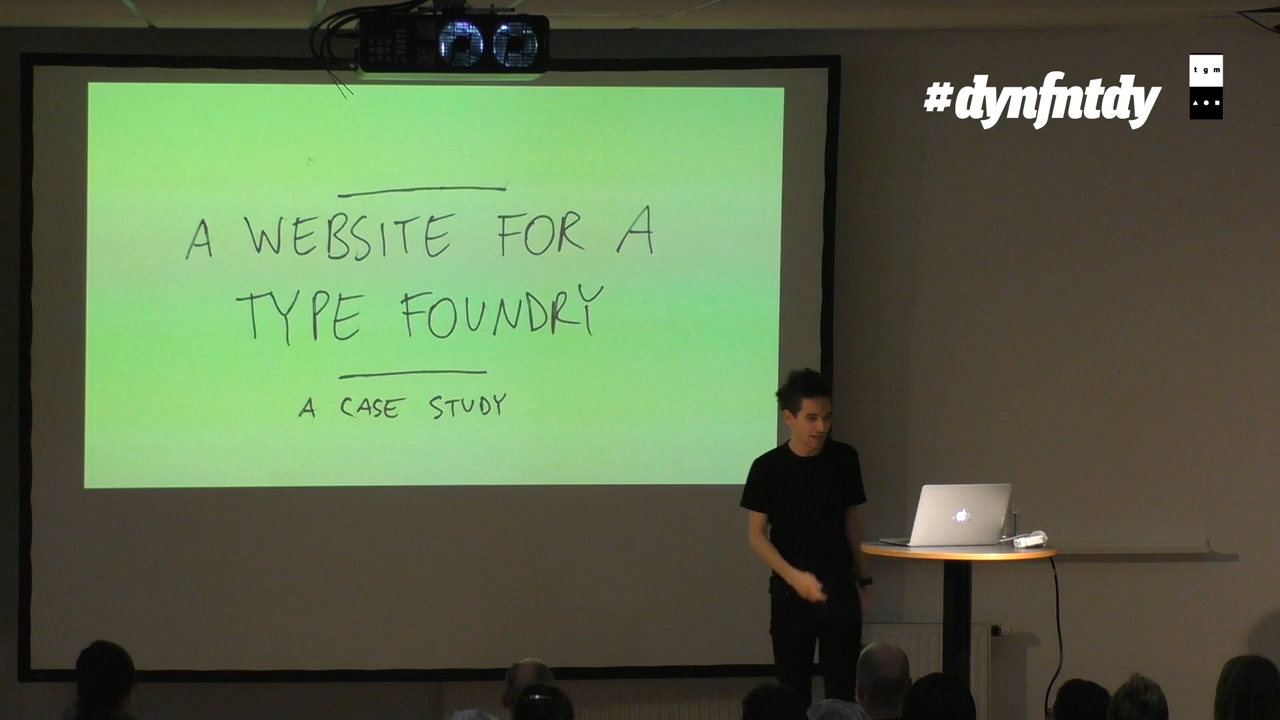 #dynfntdy
tgm
A WEBSITE FOR A
TYPE FOUNDRY
A CASE STUDY